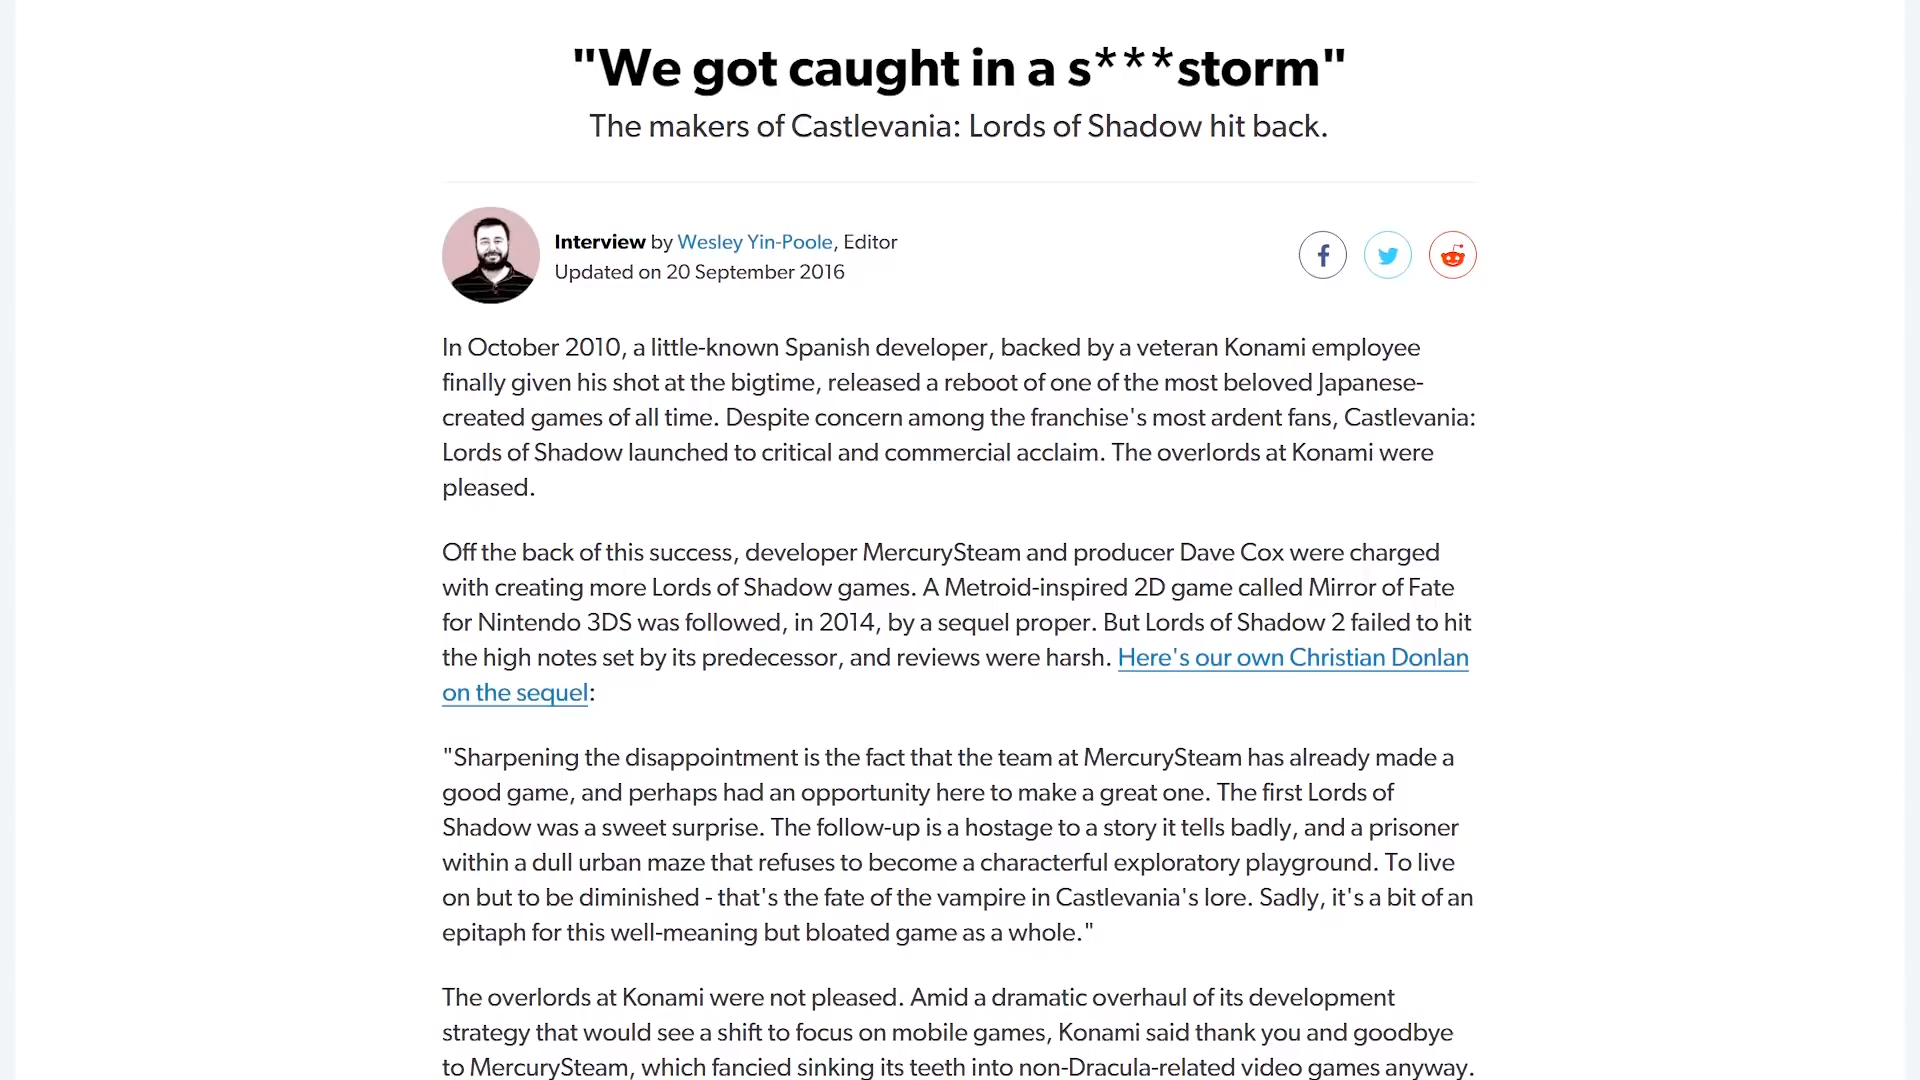 "We got caught in a s***storm"
The makers of Castlevania: Lords of Shadow hit back.
Interview by Wesley Yin-Poole, Editor
Updated on 20 September 2016
In October 2010, a little-known Spanish developer, backed by a veteran Konami employee
finally given his shot at the bigtime, released a reboot of one of the most beloved Japanese-
created games of all time. Despite concern among the franchise's most ardent fans, Castlevania:
Lords of Shadow launched to critical and commercial acclaim. The overlords at Konami were
pleased.
Off the back of this success, developer MercurySteam and producer Dave Cox were charged
with creating more Lords of Shadow games. A Metroid-inspired 2D game called Mirror of Fate
for Nintendo 3DS was followed, in 2014, by a sequel proper. But Lords of Shadow 2 failed to hit
the high notes set by its predecessor, and reviews were harsh. Here's our own Christian Donlan
on the sequel:
"Sharpening the disappointment is the fact that the team at MercurySteam has already made a
good game, and perhaps had an opportunity here to make a great one. The first Lords of
Shadow was a sweet surprise. The follow-up is a hostage to a story it tells badly, and a prisoner
within a dull urban maze that refuses to become a characterful exploratory playground. To live
on but to be diminished - that's the fate of the vampire in Castlevania's lore. Sadly, it's a bit of an
epitaph for this well-meaning but bloated game as a whole."
The overlords at Konami were not pleased. Amid a dramatic overhaul of its development
strategy that would see a shift to focus on mobile games, Konami said thank you and goodbye
to MercurySteam, which fancied sinking its teeth into non-Dracula-related video games anyway.